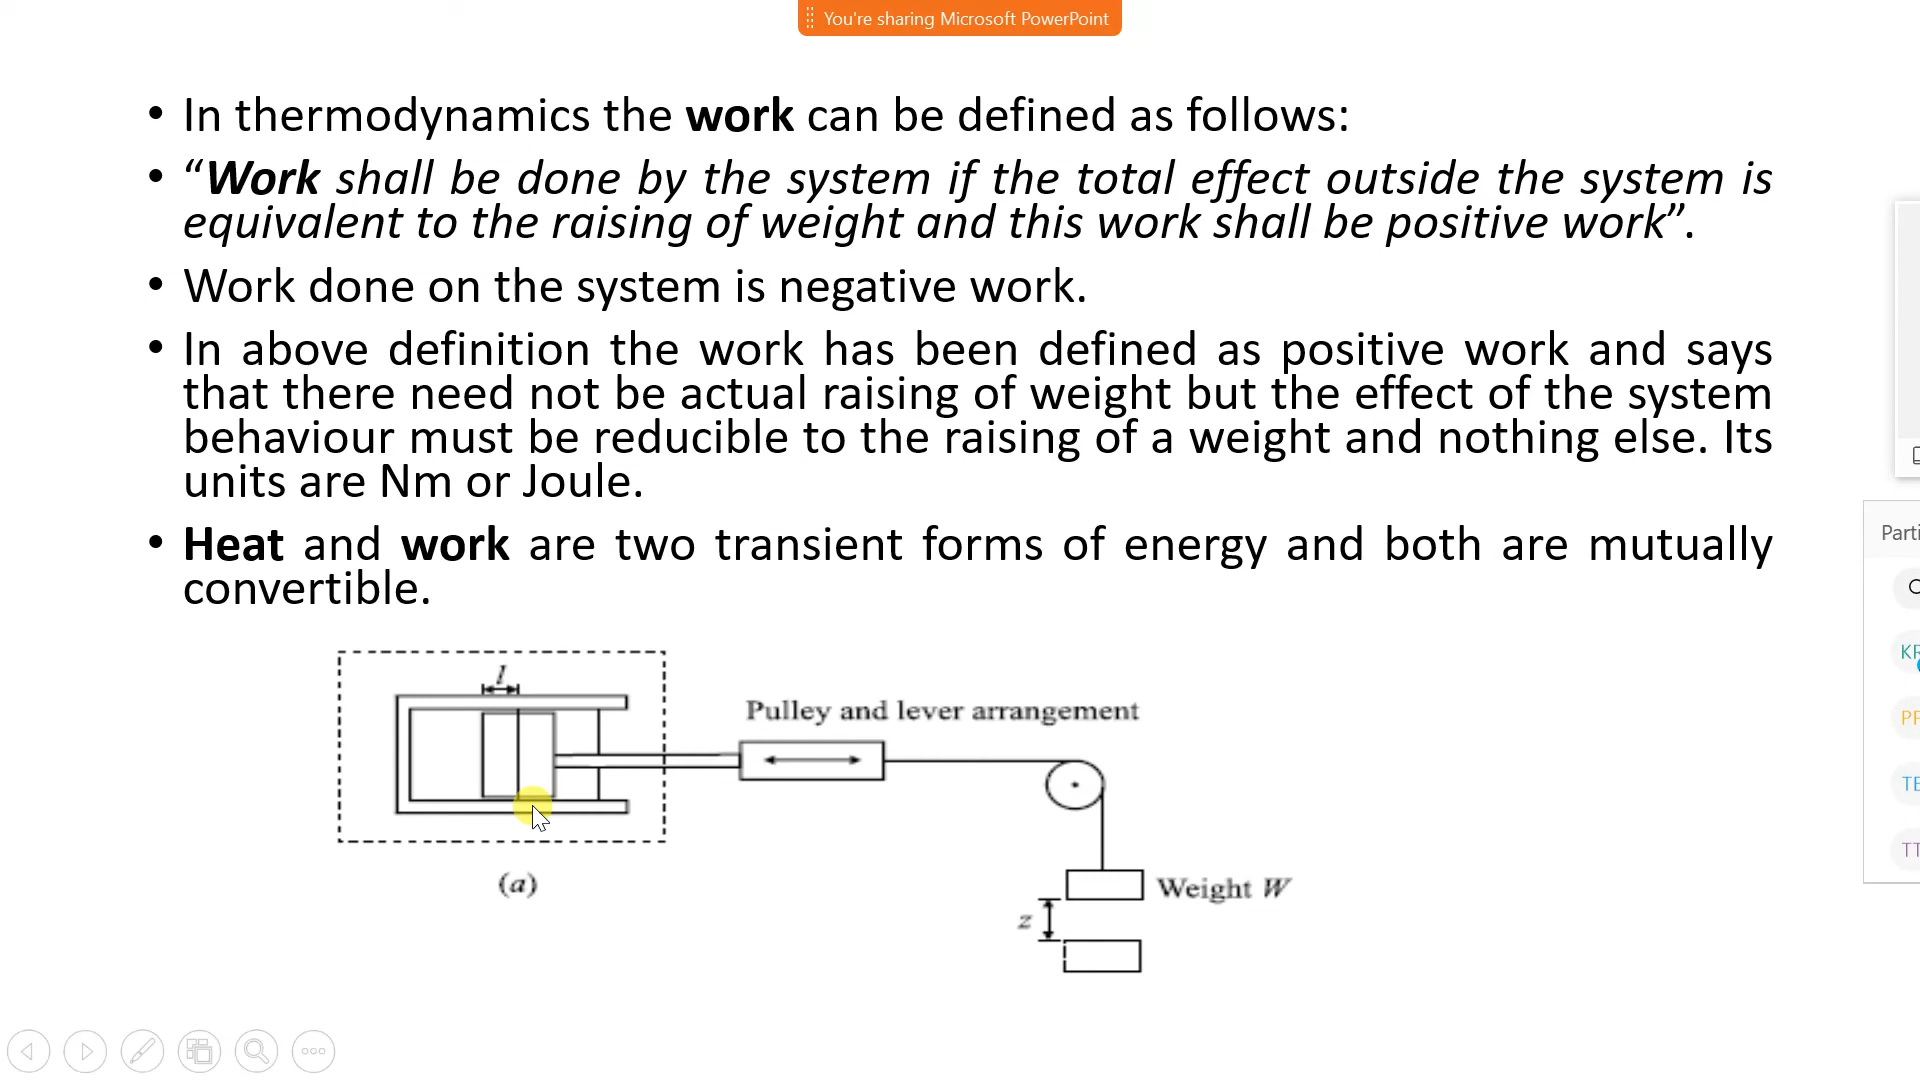 You're sharing Microsoft PowerPoint
• In thermodynamics the work can be defined as follows:
• “Work shall be done by the system if the total effect outside the system is
equivalent to the raising of weight and this work shall be positive work”.
• Work done on the system is negative work.
• In above definition the work has been defined as positive work and says
that there need not be actual raising of weight but the effect of the system
behaviour must be reducible to the raising of a weight and nothing else. Its
units are Nm or Joule.
• Heat and work are two transient forms of energy and both are mutually
convertible.
l
Pulley and lever arrangement
(a)
Weight W
z
Parti
KR
PF
TE
TT